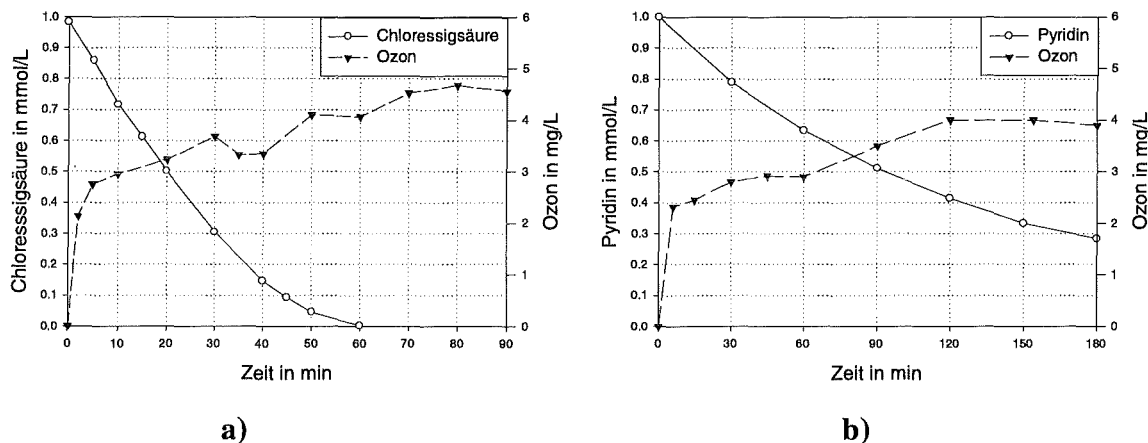 Chloresssigsäure in mmol/L
1.0
0.9
0.8
0.7
0.6
0.5
0.4
0.3
0.2
0.1
0.0
Chloressigsäure
Ozon
6
5
4
3
2
1
0
Ozon in mg/L
0 10 20 30 40 50 60 70 80 90
Zeit in min
a)
Pyridin in mmol/L
1.0
0.9
0.8
0.7
0.6
0.5
0.4
0.3
0.2
0.1
0.0
Pyridin
Ozon
6
5
4
3
2
1
0
Ozon in mg/L
0 30 60 90 120 150 180
Zeit in min
b)